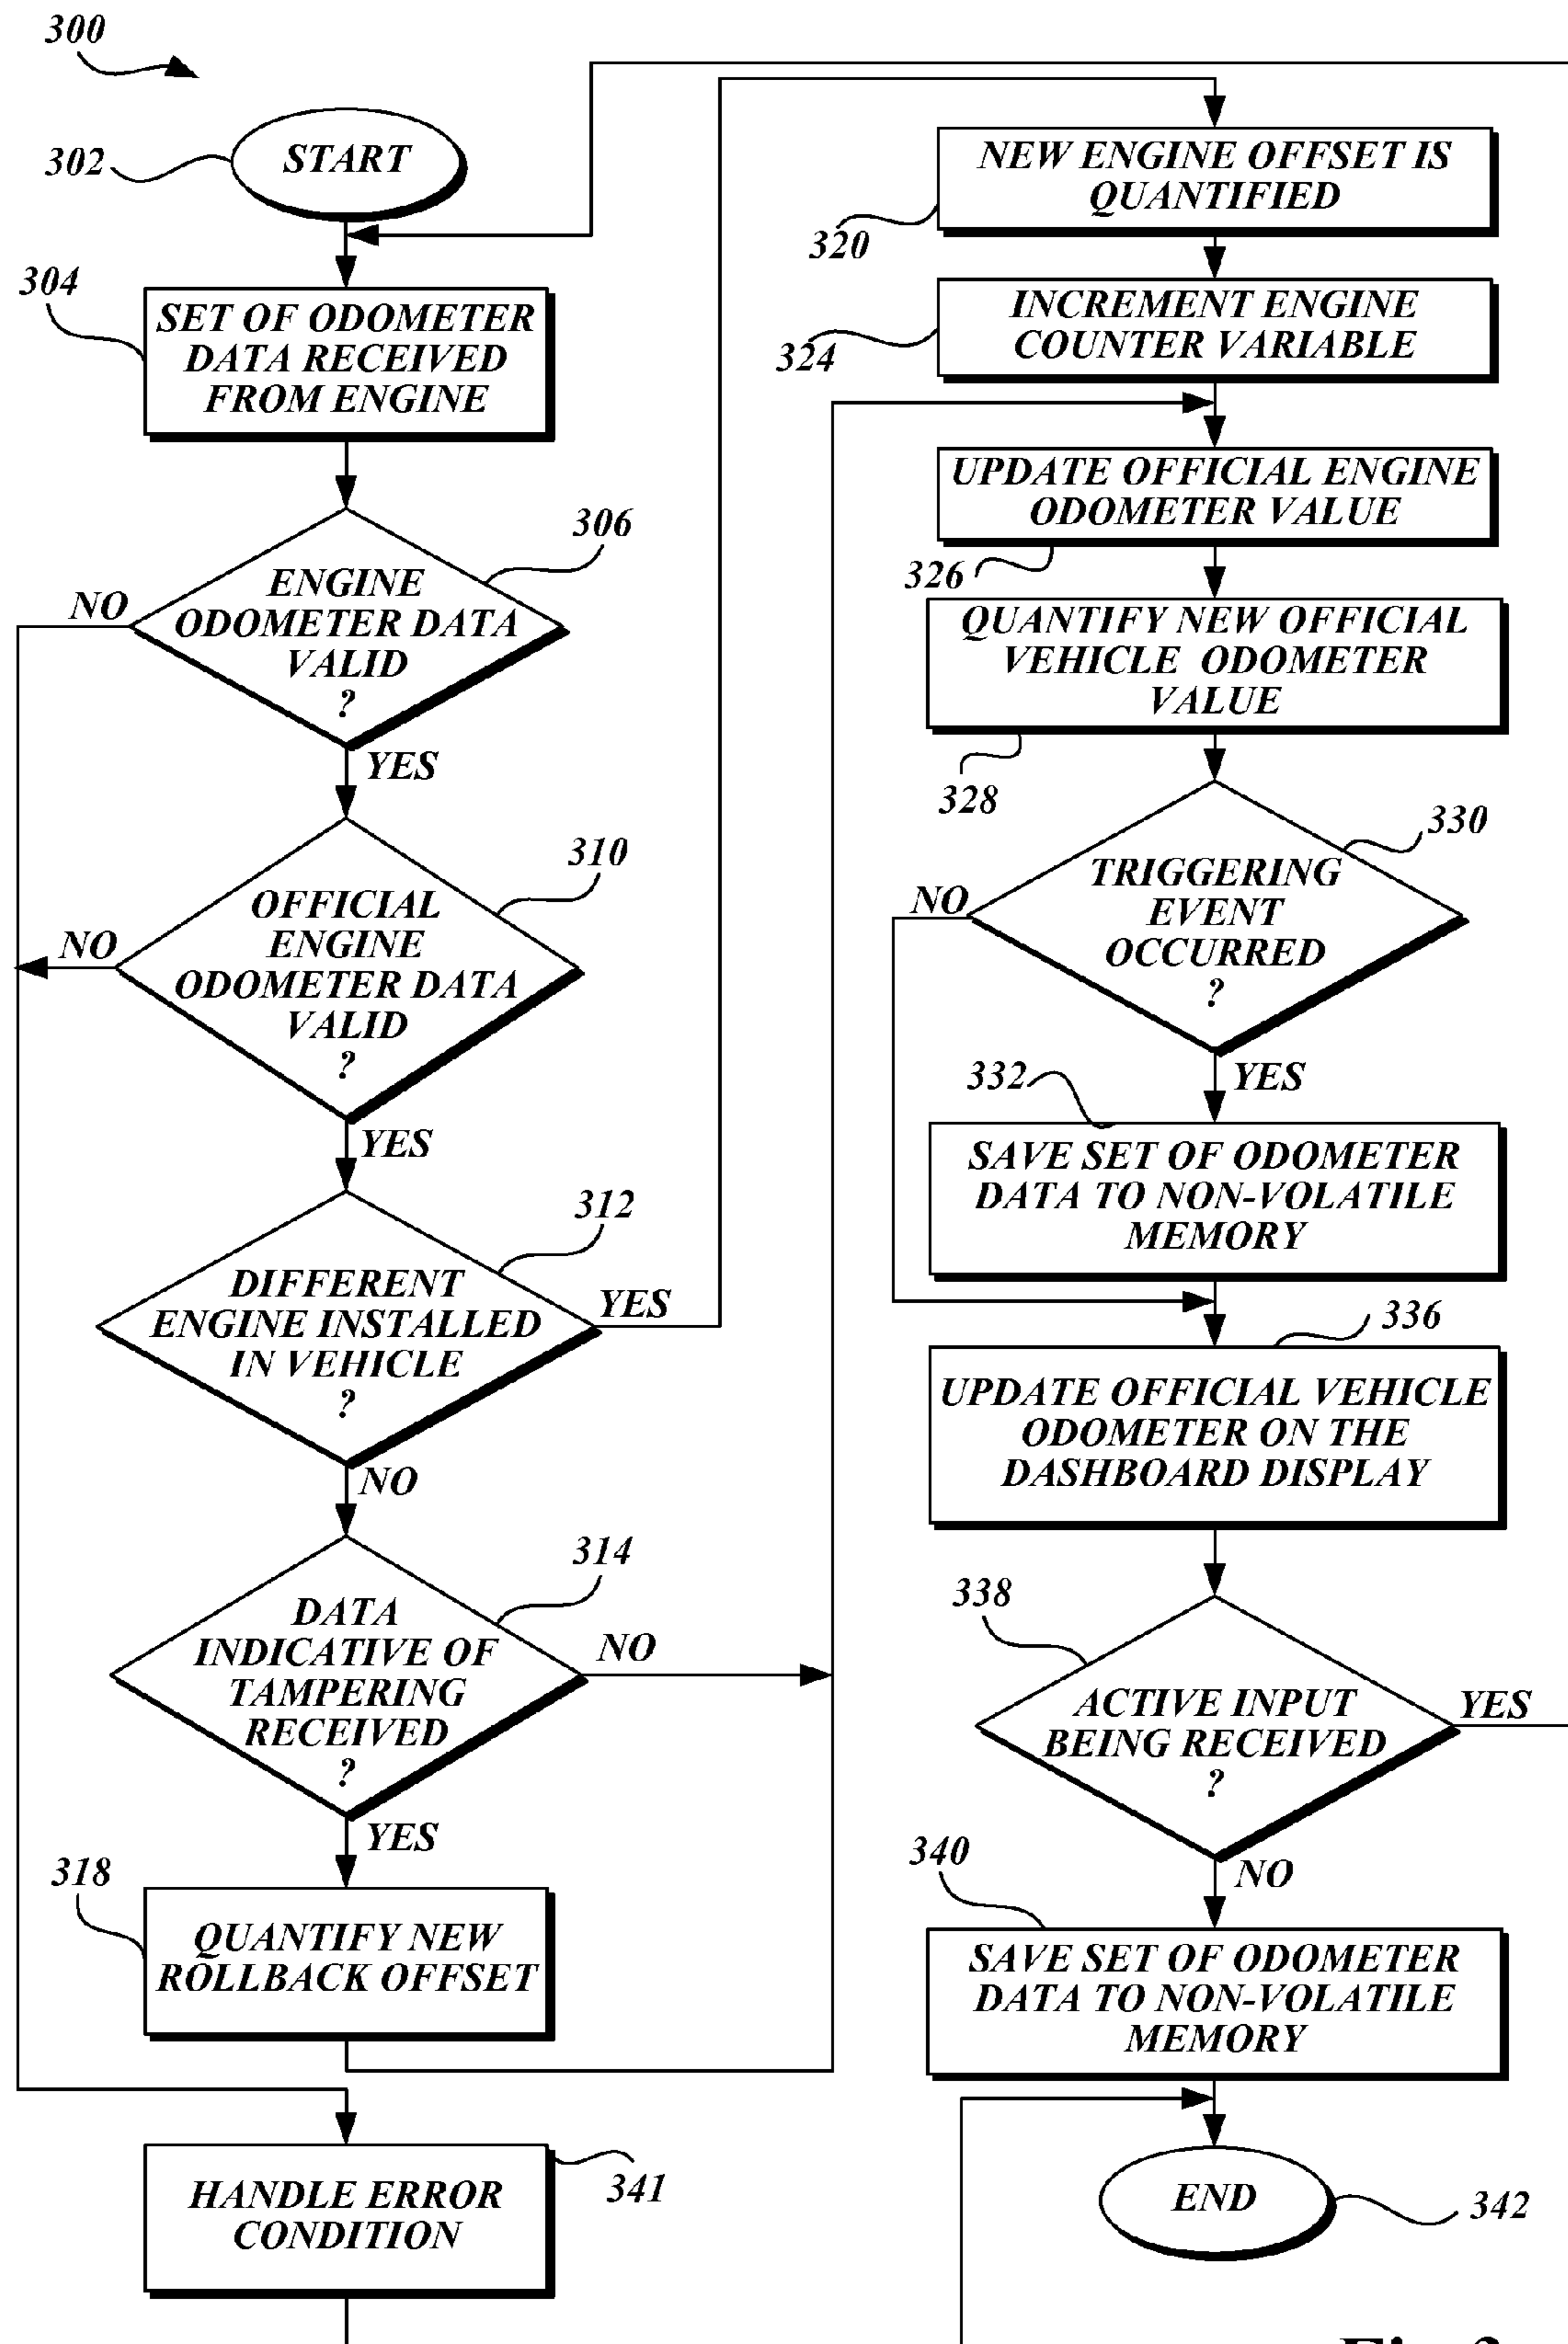 300
302
START
304
SET OF ODOMETER
DATA RECEIVED
FROM ENGINE
306
ENGINE
ODOMETER DATA
VALID
?
NO
YES
310
OFFICIAL
ENGINE
ODOMETER DATA
VALID
?
NO
YES
312
DIFFERENT
ENGINE INSTALLED
IN VEHICLE
?
YES
NO
314
DATA
INDICATIVE OF
TAMPERING
RECEIVED
?
NO
YES
318
QUANTIFY NEW
ROLLBACK OFFSET
HANDLE ERROR
CONDITION
341
NEW ENGINE OFFSET IS
QUANTIFIED
320
INCREMENT ENGINE
COUNTER VARIABLE
324
UPDATE OFFICIAL ENGINE
ODOMETER VALUE
326
QUANTIFY NEW OFFICIAL
VEHICLE ODOMETER
VALUE
328
330
TRIGGERING
EVENT
OCCURRED
?
NO
YES
332
SAVE SET OF ODOMETER
DATA TO NON-VOLATILE
MEMORY
336
UPDATE OFFICIAL VEHICLE
ODOMETER ON THE
DASHBOARD DISPLAY
338
ACTIVE INPUT
BEING RECEIVED
?
YES
NO
340
SAVE SET OF ODOMETER
DATA TO NON-VOLATILE
MEMORY
END
342